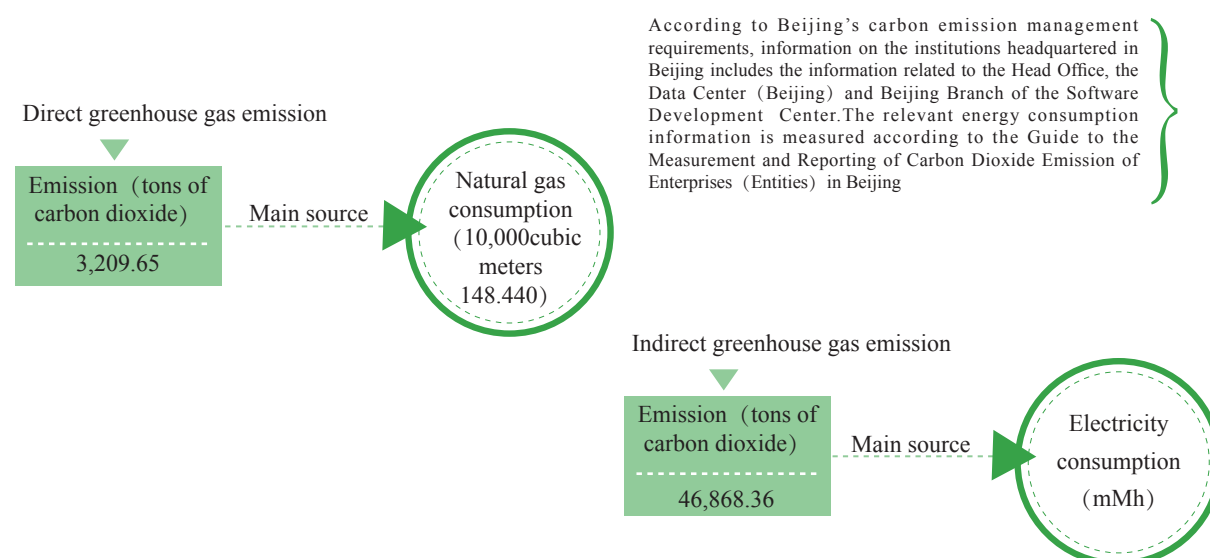 According to Beijing’s carbon emission management
requirements, information on the institutions headquartered in
Beijing includes the information related to the Head Office, the
Data Center (Beijing) and Beijing Branch of the Software
Development Center.The relevant energy consumption
information is measured according to the Guide to the
Measurement and Reporting of Carbon Dioxide Emission of
Enterprises (Entities) in Beijing
Direct greenhouse gas emission
Emission (tons of
carbon dioxide)
3,209.65
Main source
Natural gas
consumption
(10,000cubic
meters
148.440)
Indirect greenhouse gas emission
Emission (tons of
carbon dioxide)
46,868.36
Main source
Electricity
consumption
(mMh)